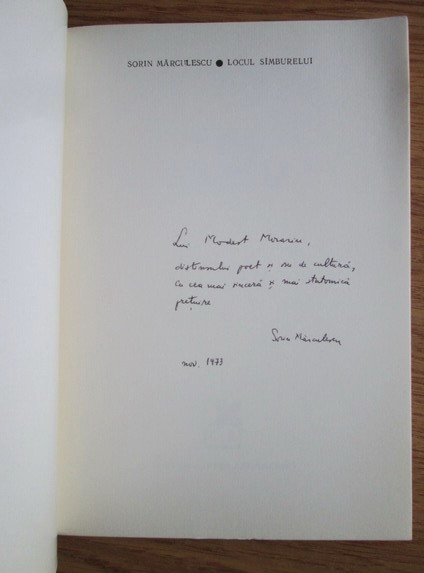 SORIN MĂRCULESCU ● LOCUL SÎMBURELUI
Lui Modest Morariu,
distinsului poet și om de cultură,
cu cea mai sinceră și mai statornică
prețuire
Sorin Mărculescu
nov. 1973